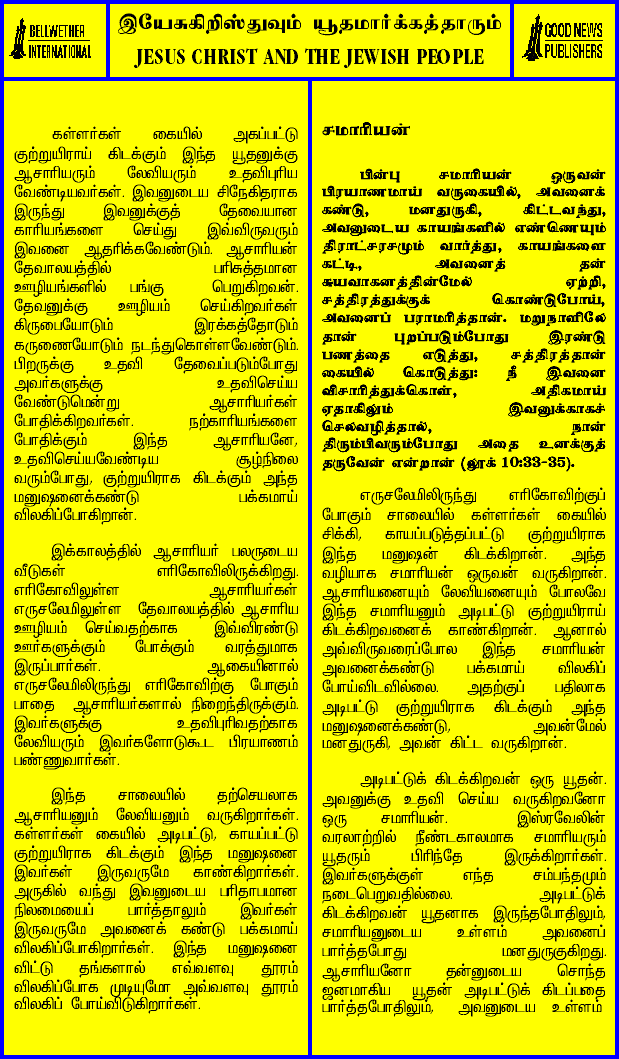 BELLWETHER
INTERNATIONAL
இயேசுகிறிஸ்துவும் யூதமார்க்கத்தாரும்
JESUS CHRIST AND THE JEWISH PEOPLE
GOOD NEWS
PUBLISHERS
கள்ளர்கள் கையில் அகப்பட்டு
குற்றுயிராய் கிடக்கும் இந்த யூதனுக்கு
ஆசாரியரும் லேவியரும் உதவிபுரிய
வேண்டியவர்கள். இவனுடைய சிநேகிதராக
இருந்து இவனுக்குத் தேவையான
காரியங்களை செய்து இவ்விருவரும்
இவனை ஆதரிக்கவேண்டும். ஆசாரியன்
தேவாலயத்தில் பரிசுத்தமான
ஊழியங்களில் பங்கு பெறுகிறவன்.
தேவனுக்கு ஊழியம் செய்கிறவர்கள்
கிருபையோடும் இரக்கத்தோடும்
கருணையோடும் நடந்துகொள்ளவேண்டும்.
பிறருக்கு உதவி தேவைப்படும்போது
அவர்களுக்கு உதவிசெய்ய
வேண்டுமென்று ஆசாரியர்கள்
போதிக்கிறவர்கள். நற்காரியங்களை
போதிக்கும் இந்த ஆசாரியனே,
உதவிசெய்யவேண்டிய சூழ்நிலை
வரும்போது, குற்றுயிராக கிடக்கும் அந்த
மனுஷனைக்கண்டு பக்கமாய்
விலகிப்போகிறான்.
இக்காலத்தில் ஆசாரியர் பலருடைய
வீடுகள் எரிகோவிலிருக்கிறது.
எரிகோவிலுள்ள ஆசாரியர்கள்
எருசலேமிலுள்ள தேவாலயத்தில் ஆசாரிய
ஊழியம் செய்வதற்காக இவ்விரண்டு
ஊர்களுக்கும் போக்கும் வரத்துமாக
இருப்பார்கள். ஆகையினால்
எருசலேமிலிருந்து எரிகோவிற்கு போகும்
பாதை ஆசாரியர்களால் நிறைந்திருக்கும்.
இவர்களுக்கு உதவிபுரிவதற்காக
லேவியரும் இவர்களோடுகூட பிரயாணம்
பண்ணுவார்கள்.
இந்த சாலையில் தற்செயலாக
ஆசாரியனும் லேவியனும் வருகிறார்கள்.
கள்ளர்கள் கையில் அடிபட்டு, காயப்பட்டு
குற்றுயிராக கிடக்கும் இந்த மனுஷனை
இவர்கள் இருவருமே காண்கிறார்கள்.
அருகில் வந்து இவனுடைய பரிதாபமான
நிலமையைப் பார்த்தாலும் இவர்கள்
இருவருமே அவனைக் கண்டு பக்கமாய்
விலகிப்போகிறார்கள். இந்த மனுஷனை
விட்டு தங்களால் எவ்வளவு தூரம்
விலகிப்போக முடியுமோ அவ்வளவு தூரம்
விலகிப் போய்விடுகிறார்கள்.
சமாரியன்
பின்பு சமாரியன் ஒருவன்
பிரயாணமாய் வருகையில், அவனைக்
கண்டு, மனதுருகி, கிட்டவந்து,
அவனுடைய காயங்களில் எண்ணெயும்
திராட்சரசமும் வார்த்து, காயங்களை
கட்டி, அவனைத் தன்
சுயவாகனத்தின்மேல் ஏற்றி,
சத்திரத்துக்குக் கொண்டுபோய்,
அவனைப் பராமரித்தான். மறுநாளிலே
தான் புறப்படும்போது இரண்டு
பணத்தை எடுத்து, சத்திரத்தான்
கையில் கொடுத்து: நீ இவனை
விசாரித்துக்கொள், அதிகமாய்
ஏதாகிலும் இவனுக்காகச்
செலவழித்தால், நான்
திரும்பிவரும்போது அதை உனக்குத்
தருவேன் என்றான் (லூக் 10:33-35).
எருசலேமிலிருந்து எரிகோவிற்குப்
போகும் சாலையில் கள்ளர்கள் கையில்
சிக்கி, காயப்படுத்தப்பட்டு குற்றுயிராக
இந்த மனுஷன் கிடக்கிறான். அந்த
வழியாக சமாரியன் ஒருவன் வருகிறான்.
ஆசாரியனையும் லேவியனையும் போலவே
இந்த சமாரியனும் அடிபட்டு குற்றுயிராய்
கிடக்கிறவனைக் காண்கிறான். ஆனால்
அவ்விருவரைப்போல இந்த சமாரியன்
அவனைக்கண்டு பக்கமாய் விலகிப்
போய்விடவில்லை. அதற்குப் பதிலாக
அடிபட்டு குற்றுயிராக கிடக்கும் அந்த
மனுஷனைக்கண்டு, அவன்மேல்
மனதுருகி, அவன் கிட்ட வருகிறான்.
அடிபட்டுக் கிடக்கிறவன் ஒரு யூதன்.
அவனுக்கு உதவி செய்ய வருகிறவனோ
ஒரு சமாரியன். இஸ்ரவேலின்
வரலாற்றில் நீண்டகாலமாக சமாரியரும்
யூதரும் பிரிந்தே இருக்கிறார்கள்.
இவர்களுக்குள் எந்த சம்பந்தமும்
நடைபெறுவதில்லை. அடிபட்டுக்
கிடக்கிறவன் யூதனாக இருந்தபோதிலும்,
சமாரியனுடைய உள்ளம் அவனைப்
பார்த்தபோது மனதுருகுகிறது.
ஆசாரியனோ தன்னுடைய சொந்த
ஜனமாகிய யூதன் அடிபட்டுக் கிடப்பதை
பார்த்தபோதிலும், அவனுடைய உள்ளம்